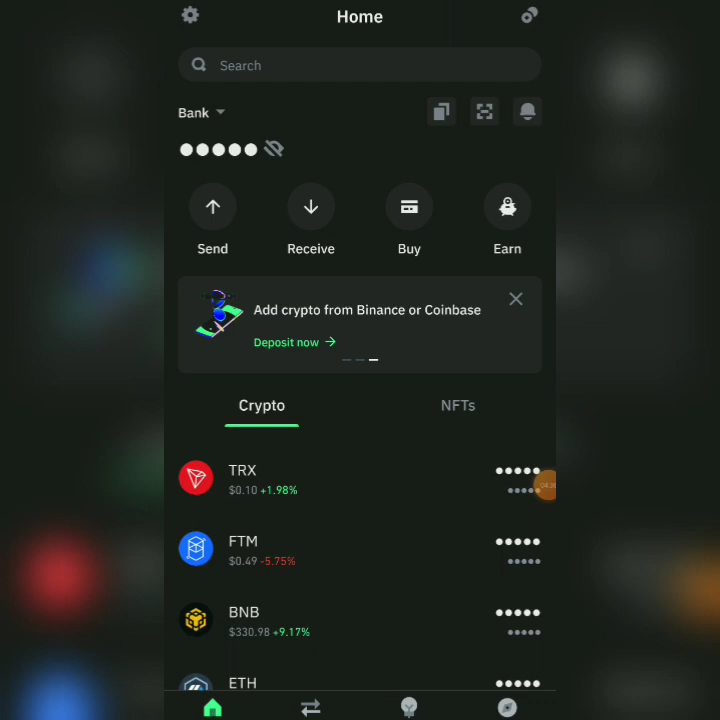 Home
Search
Bank
Send
Receive
Buy
Earn
Add crypto from Binance or Coinbase
Deposit now
Crypto
NFTs
TRX
$0.10 +1.98%
FTM
$0.49 -5.75%
BNB
$330.98 +9.17%
ETH